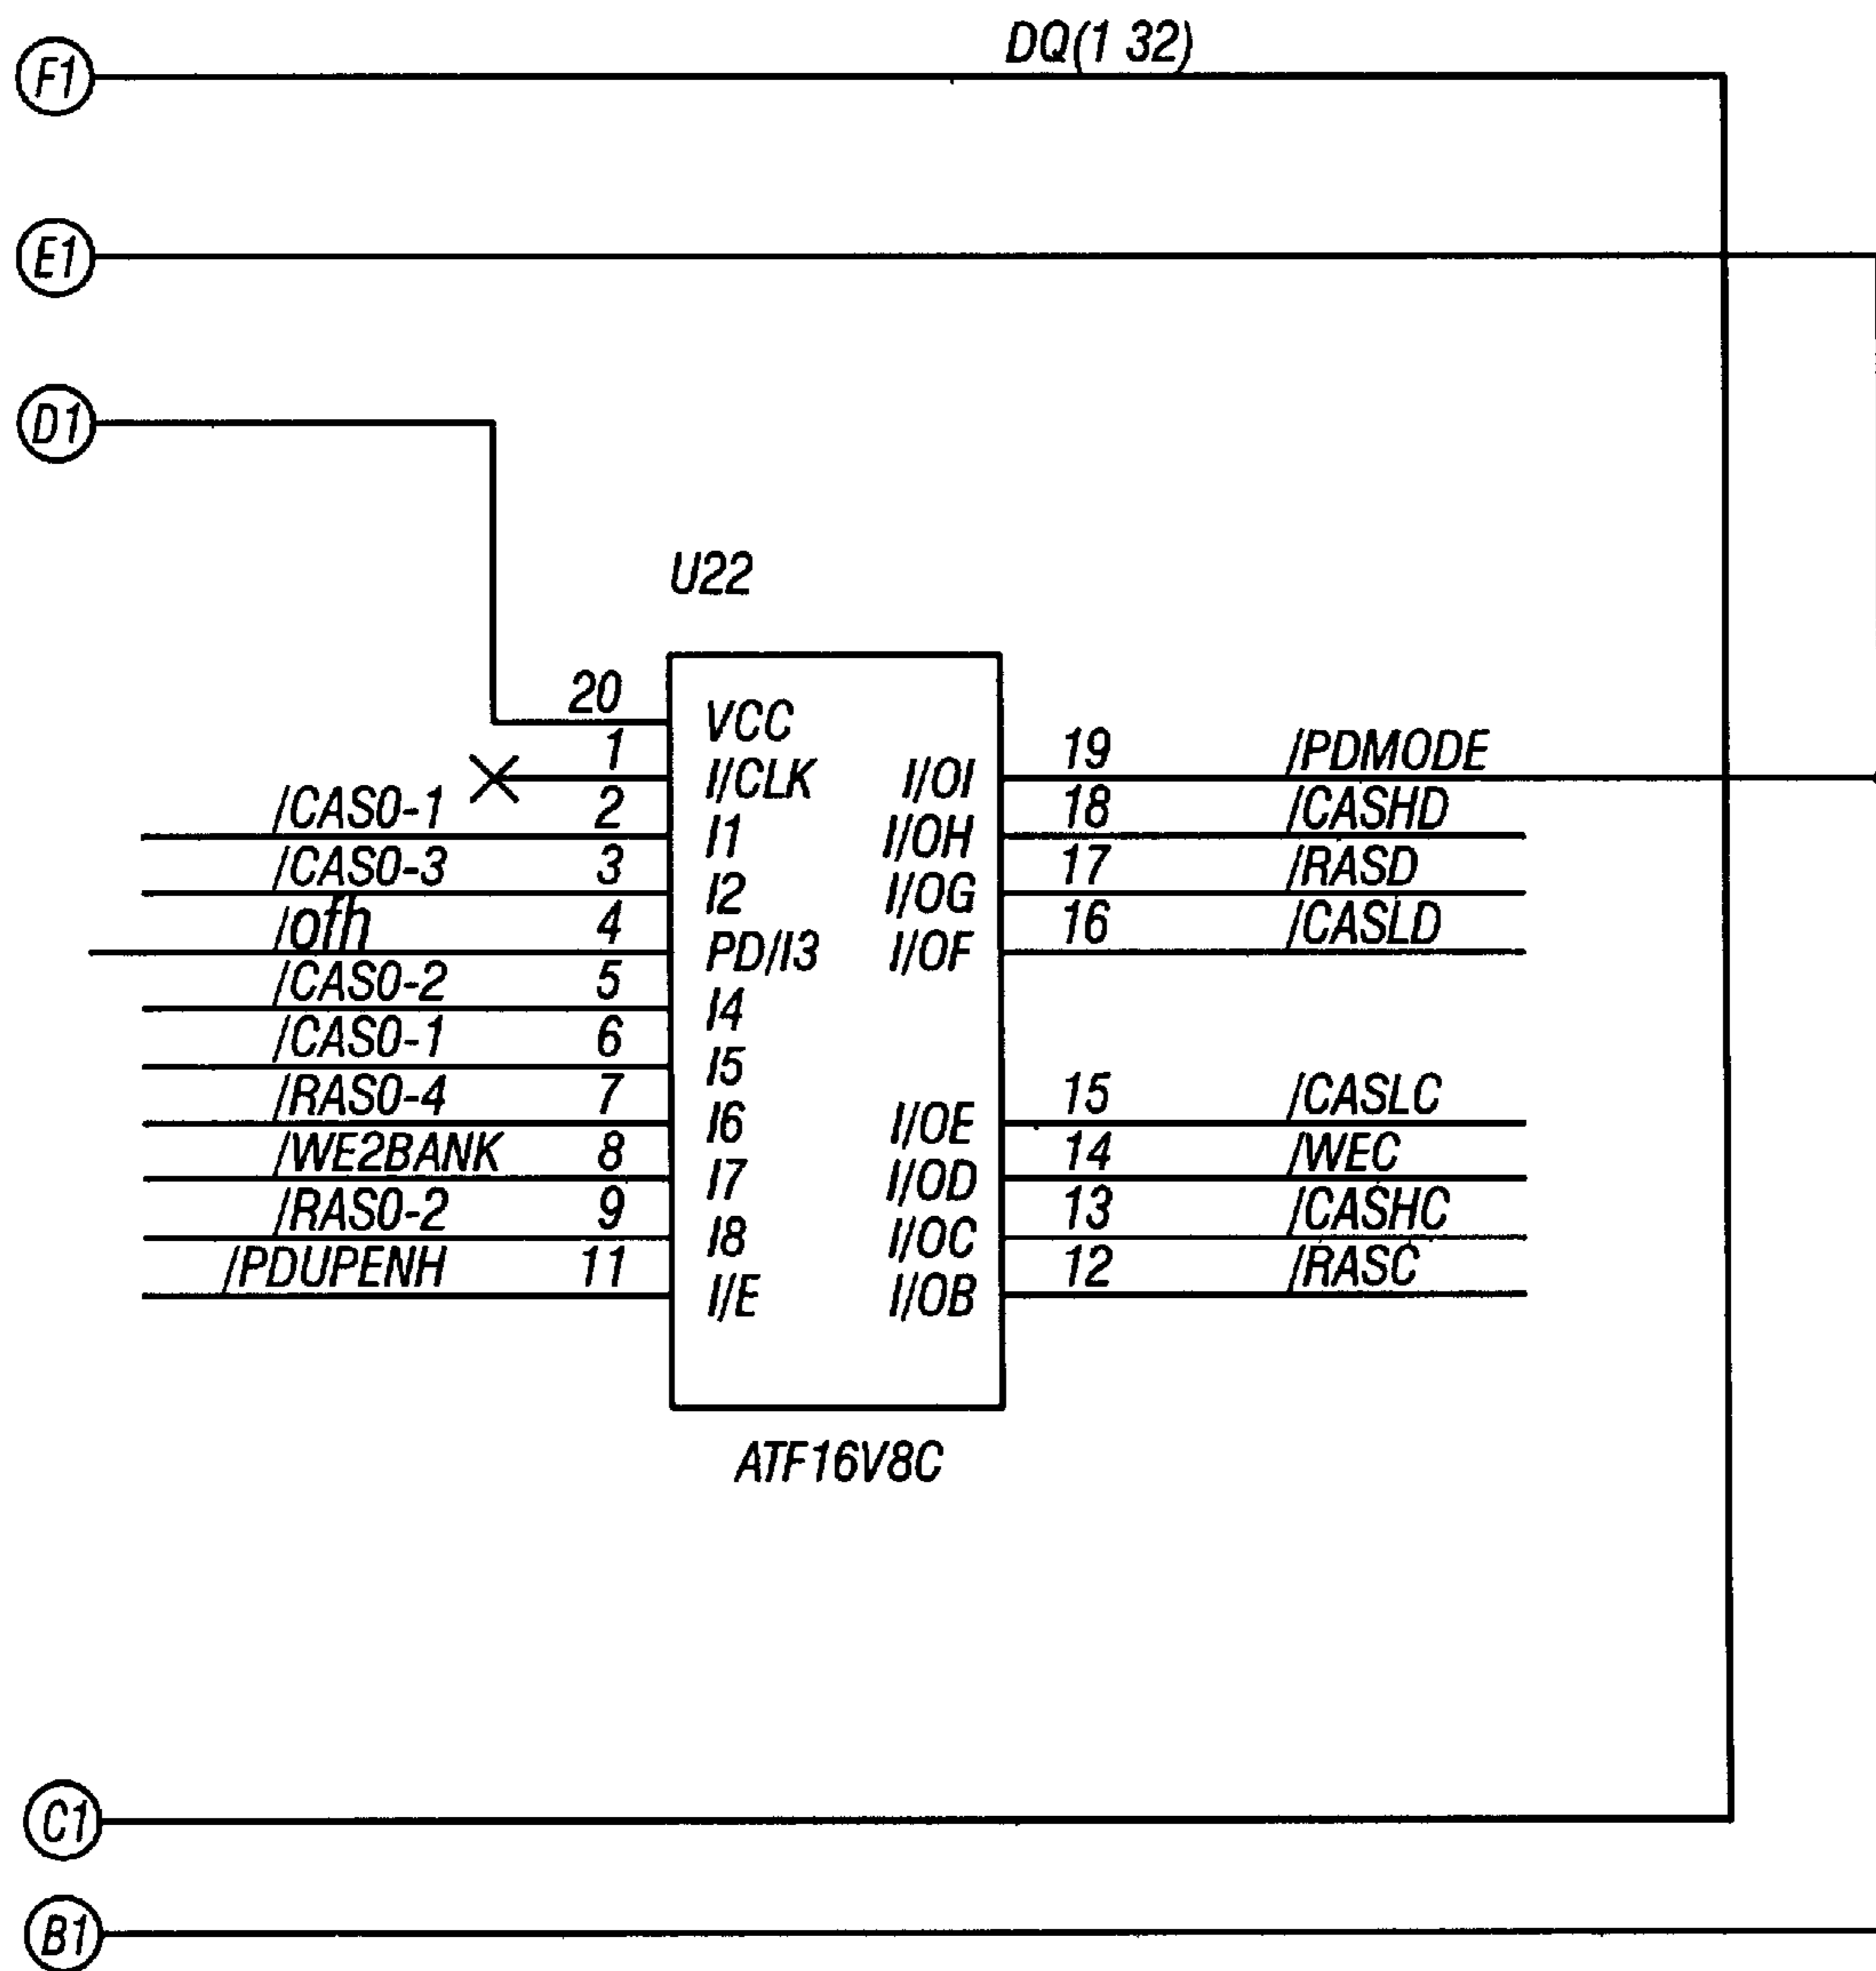 F1
DQ(1 32)
E1
D1
U22
20
VCC
1
I/CLK
I/OI
19
/PDMODE
/CAS0-1
2
I1
I/OH
18
/CASHD
/CAS0-3
3
I2
I/OG
17
/RASD
/ofh
4
PD/I3
I/OF
16
/CASLD
/CAS0-2
5
I4
/CAS0-1
6
I5
/RAS0-4
7
I6
I/OE
15
/CASLC
/WE2BANK
8
I7
I/OD
14
/WEC
/RAS0-2
9
I8
I/OC
13
/CASHC
/PDUPENH
11
I/E
I/OB
12
/RASC
ATF16V8C
C1
B1